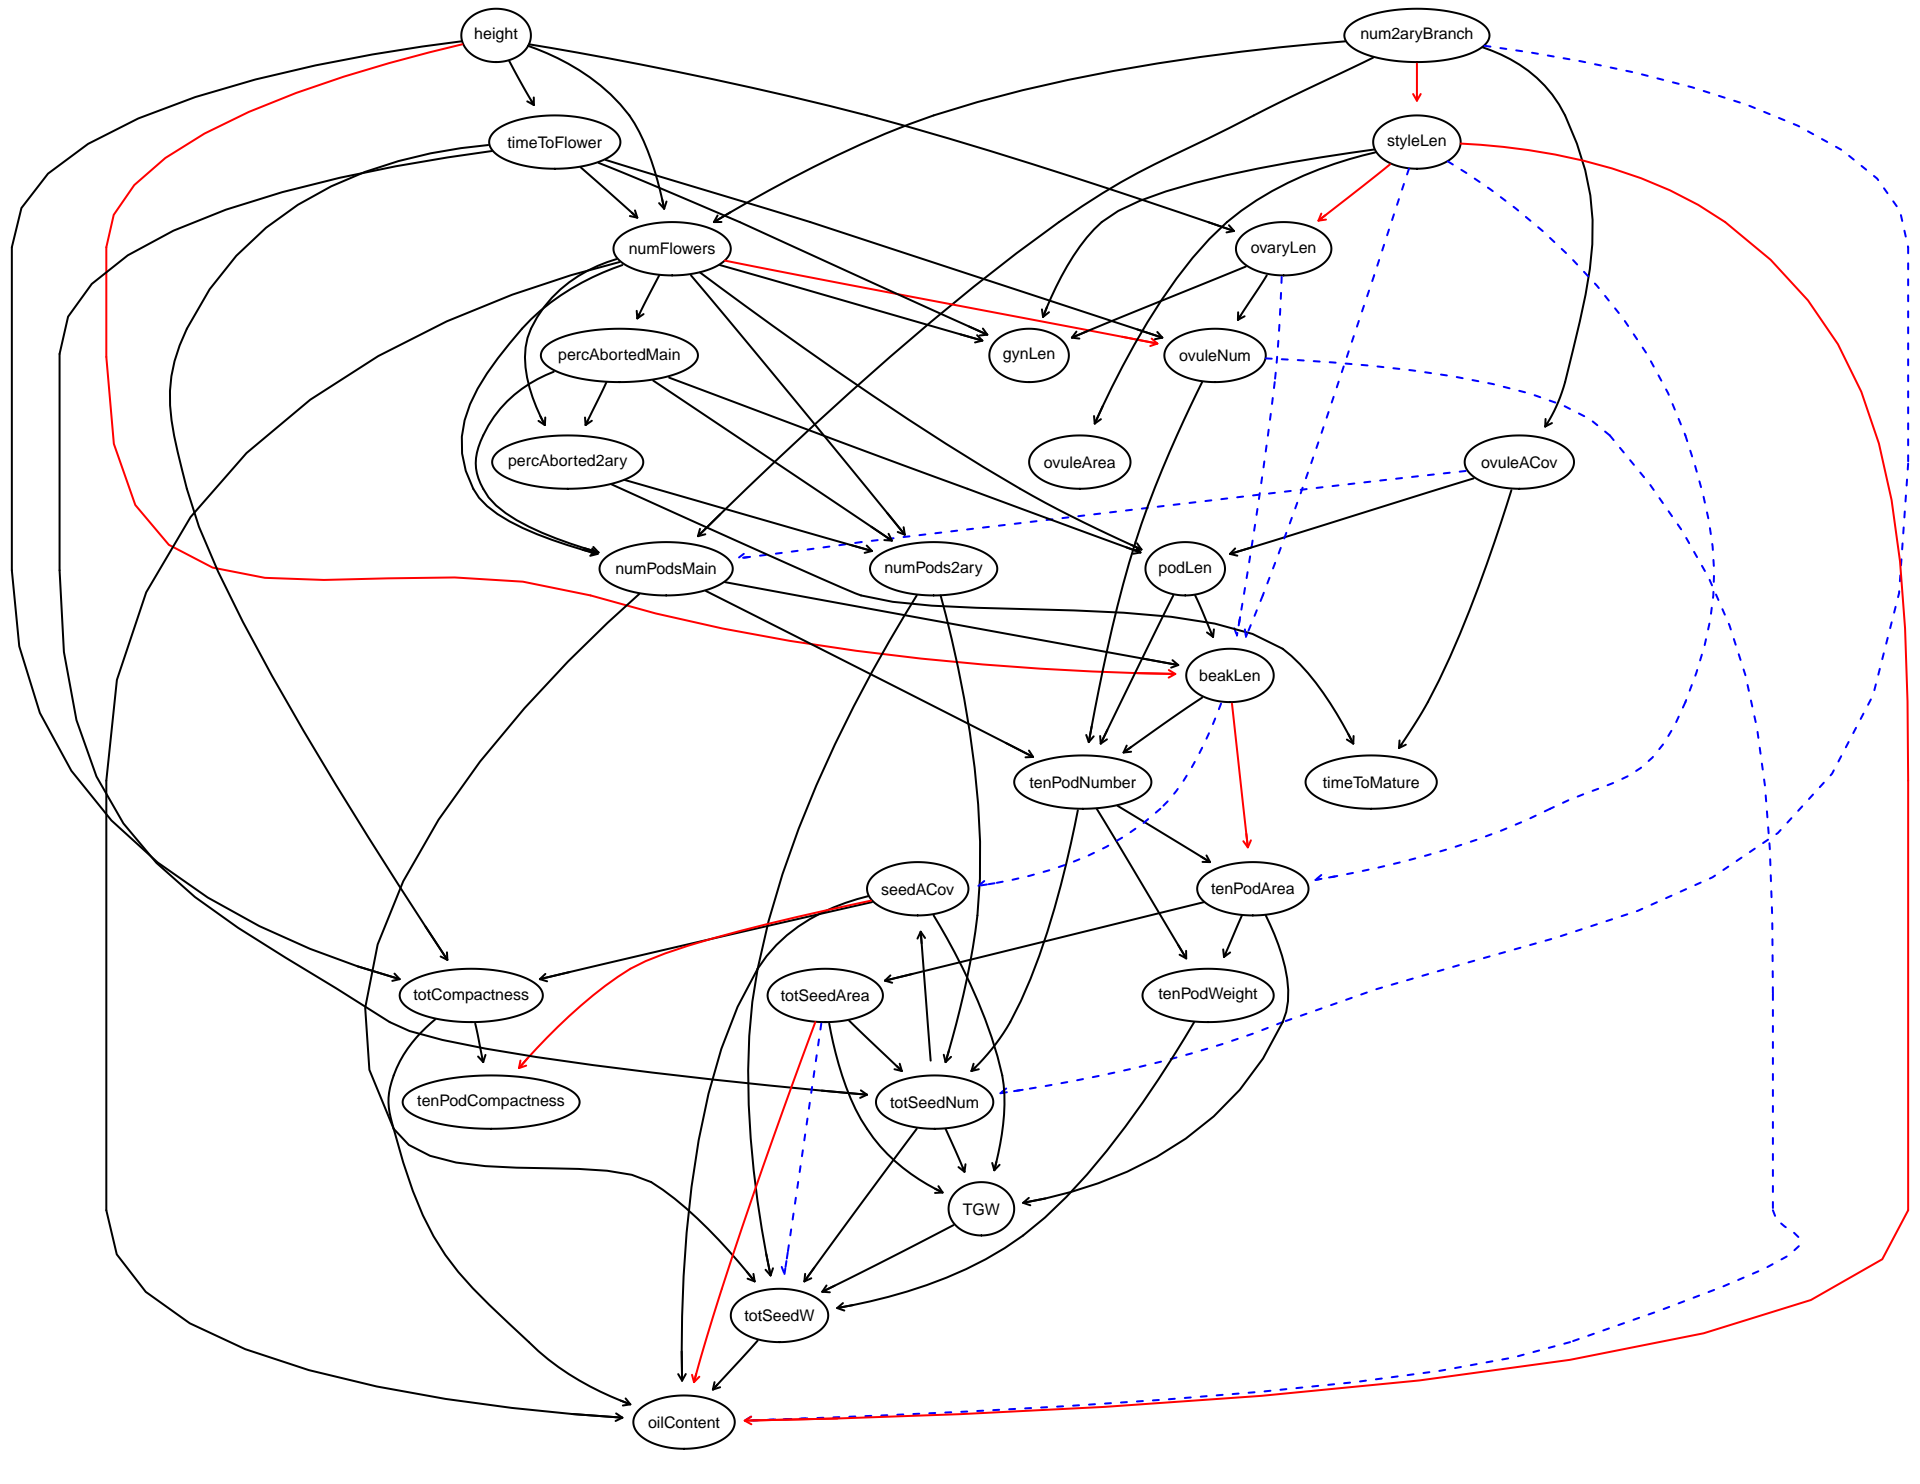 height
num2aryBranch
timeToFlower
styleLen
numFlowers
ovaryLen
percAbortedMain
gynLen
ovuleNum
percAborted2ary
ovuleArea
ovuleACov
numPodsMain
numPods2ary
podLen
beakLen
tenPodNumber
timeToMature
seedACov
tenPodArea
totCompactness
totSeedArea
tenPodWeight
tenPodCompactness
totSeedNum
TGW
totSeedW
oilContent